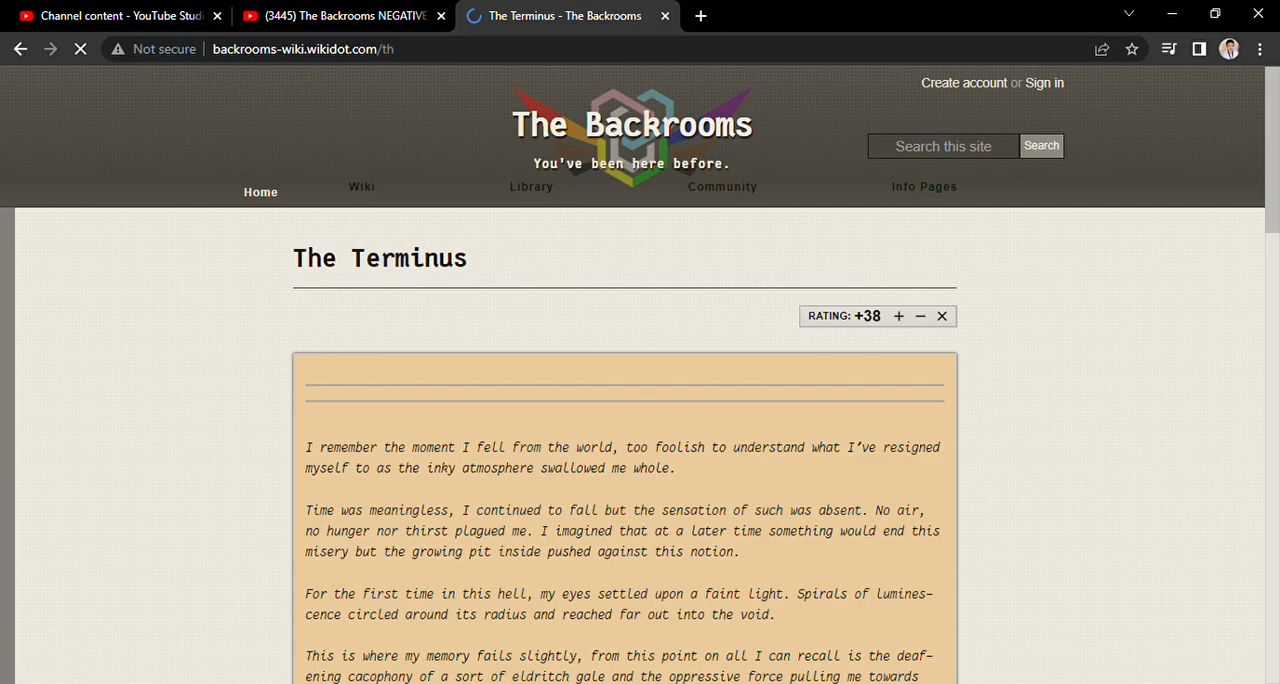 Channel content - YouTube Studi
(3445) The Backrooms NEGATIVE
The Terminus - The Backrooms
Not secure
backrooms-wiki.wikidot.com/th
Create account or Sign in
The Backrooms
You've been here before.
Search this site
Search
Home
Wiki
Library
Community
Info Pages
The Terminus
RATING: +38 + − X
I remember the moment I fell from the world, too foolish to understand what I’ve resigned
myself to as the inky atmosphere swallowed me whole.
Time was meaningless, I continued to fall but the sensation of such was absent. No air,
no hunger nor thirst plagued me. I imagined that at a later time something would end this
misery but the growing pit inside pushed against this notion.
For the first time in this hell, my eyes settled upon a faint light. Spirals of lumines-
cence circled around its radius and reached far out into the void.
This is where my memory fails slightly, from this point on all I can recall is the deaf-
ening cacophony of a sort of eldritch gale and the oppressive force pulling me towards